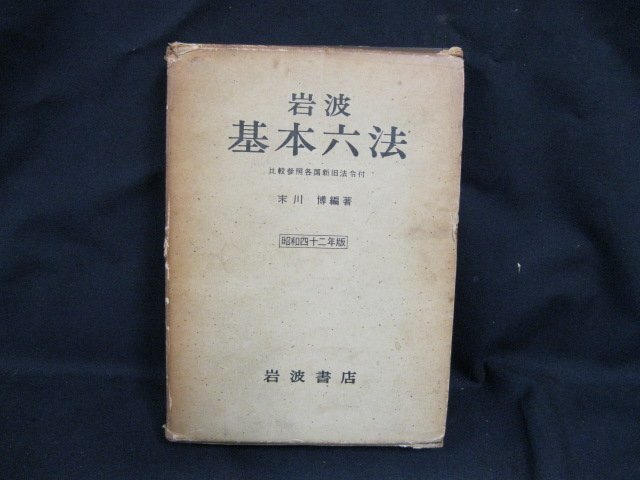 岩波
基本六法
比較参照各国新旧法令付
末川 博編著
昭和四十二年版
岩波書店